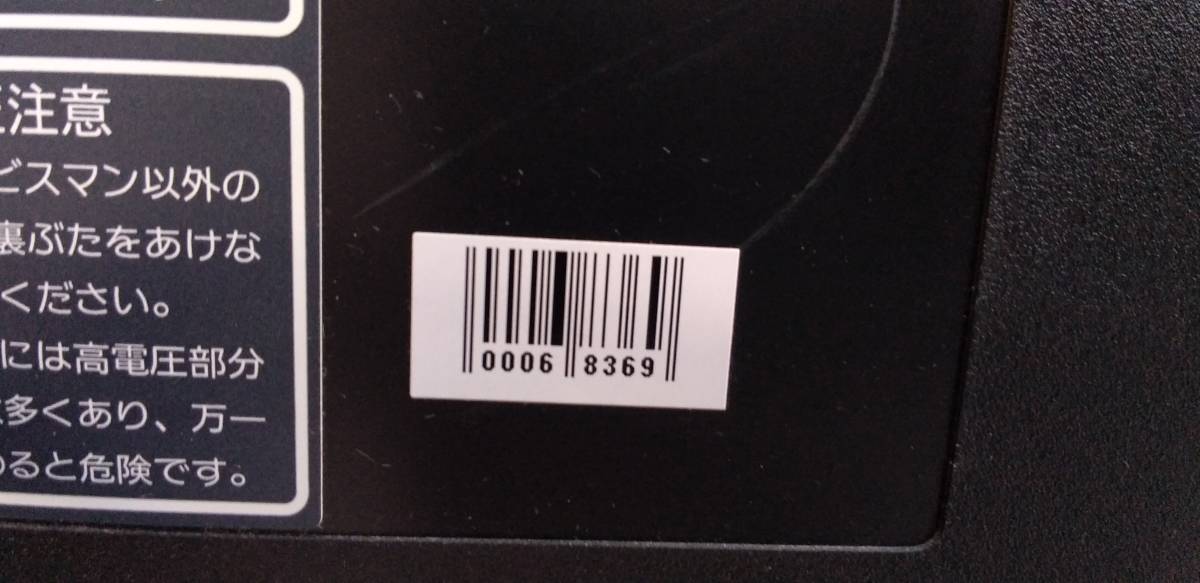 注意
ビスマン以外の
裏ぶたをあけな
ください。
には高電圧部分
多くあり、万一
ると危険です。
0006 8369